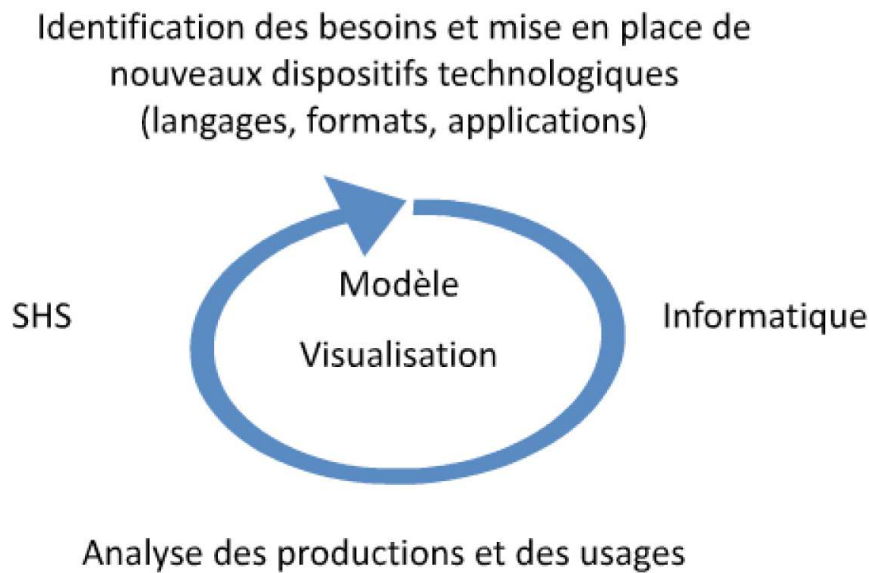 Identification des besoins et mise en place de
nouveaux dispositifs technologiques
(langages, formats, applications)
Modèle
SHS
Informatique
Visualisation
Analyse des productions et des usages